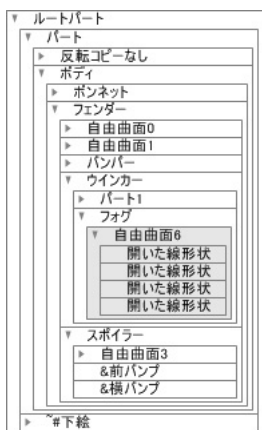 ルートパート
パート
反転コピーなし
ボディ
ボンネット
フェンダー
自由曲面0
自由曲面1
バンパー
ウインカー
パート1
フォグ
自由曲面6
開いた線形状
開いた線形状
開いた線形状
開いた線形状
スポイラー
自由曲面3
&前バンプ
&横バンプ
~#下絵